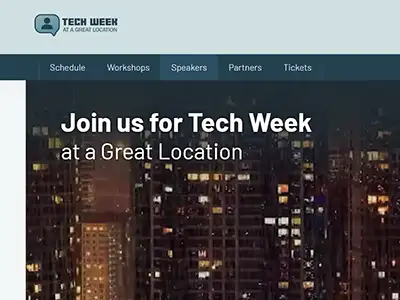 TECH WEEK
AT A GREAT LOCATION
Schedule Workshops Speakers Partners Tickets
Join us for Tech Week
at a Great Location